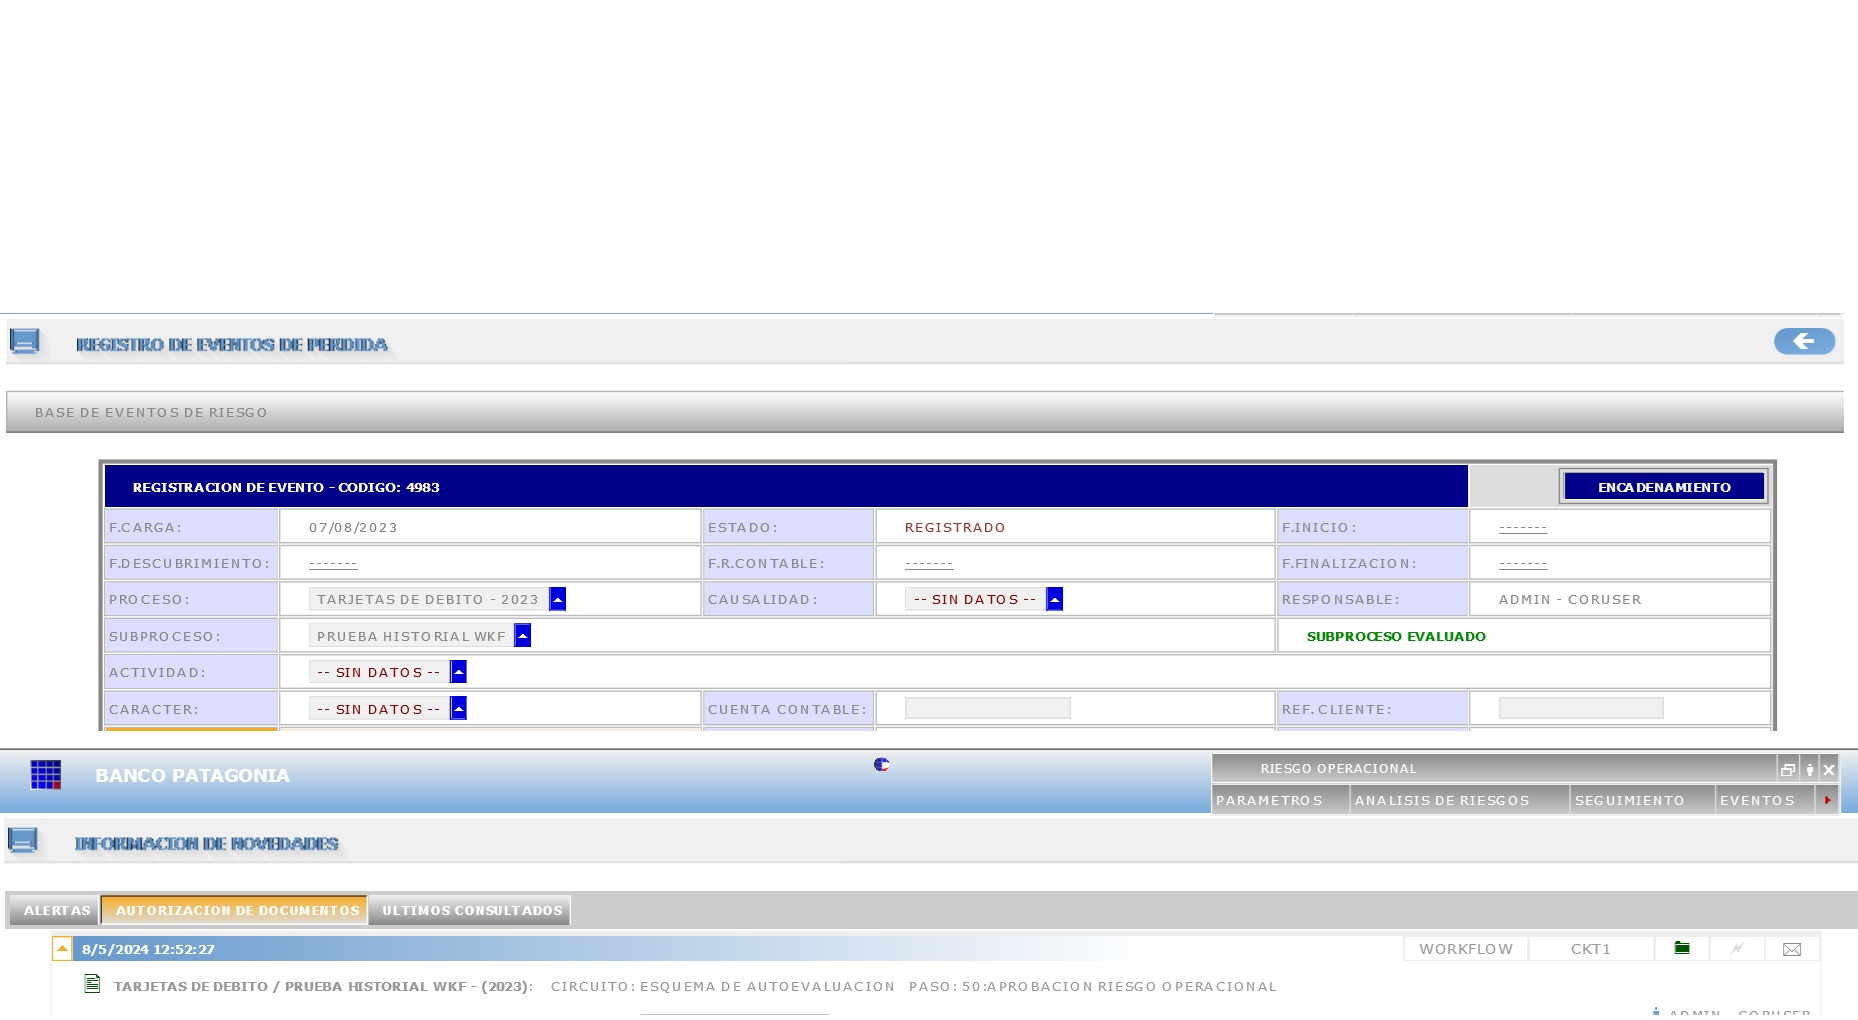 REGISTRO DE EVENTOS DE PERDIDA
BASE DE EVENTOS DE RIESGO
REGISTRACION DE EVENTO - CODIGO: 4983 ENCADENAMIENTO
F.CARGA: 07/08/2023 ESTADO: REGISTRADO F.INICIO: -------
F.DESCUBRIMIENTO: ------- F.R.CONTABLE: ------- F.FINALIZACION: -------
PROCESO: TARJETAS DE DEBITO - 2023 CAUSALIDAD: -- SIN DATOS -- RESPONSABLE: ADMIN - CORUSER
SUBPROCESO: PRUEBA HISTORIAL WKF SUBPROCESO EVALUADO
ACTIVIDAD: -- SIN DATOS --
CARACTER: -- SIN DATOS -- CUENTA CONTABLE: REF. CLIENTE:
BANCO PATAGONIA RIESGO OPERACIONAL
PARAMETROS ANALISIS DE RIESGOS SEGUIMIENTO EVENTOS
INFORMACION DE NOVEDADES
ALERTAS AUTORIZACION DE DOCUMENTOS ULTIMOS CONSULTADOS
8/5/2024 12:52:27 WORKFLOW CKT1
TARJETAS DE DEBITO / PRUEBA HISTORIAL WKF - (2023): CIRCUITO: ESQUEMA DE AUTOEVALUACION PASO: 50:APROBACION RIESGO OPERACIONAL
ADMIN - CORUSER